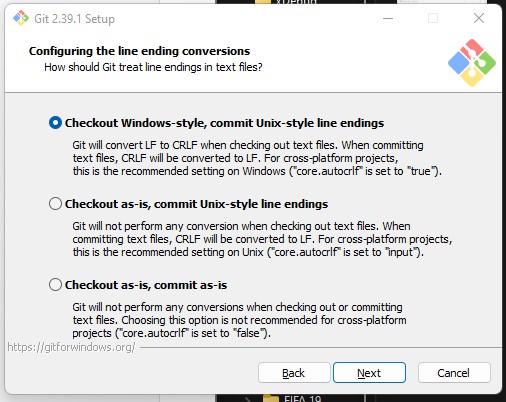 xDebug
Git 2.39.1 Setup
Configuring the line ending conversions
How should Git treat line endings in text files?
Checkout Windows-style, commit Unix-style line endings
Git will convert LF to CRLF when checking out text files. When committing
text files, CRLF will be converted to LF. For cross-platform projects,
this is the recommended setting on Windows ("core.autocrlf" is set to "true").
Checkout as-is, commit Unix-style line endings
Git will not perform any conversion when checking out text files. When
committing text files, CRLF will be converted to LF. For cross-platform projects,
this is the recommended setting on Unix ("core.autocrlf" is set to "input").
Checkout as-is, commit as-is
Git will not perform any conversions when checking out or committing
text files. Choosing this option is not recommended for cross-platform
projects ("core.autocrlf" is set to "false").
https://gitforwindows.org/
Back Next Cancel
FIFA 19